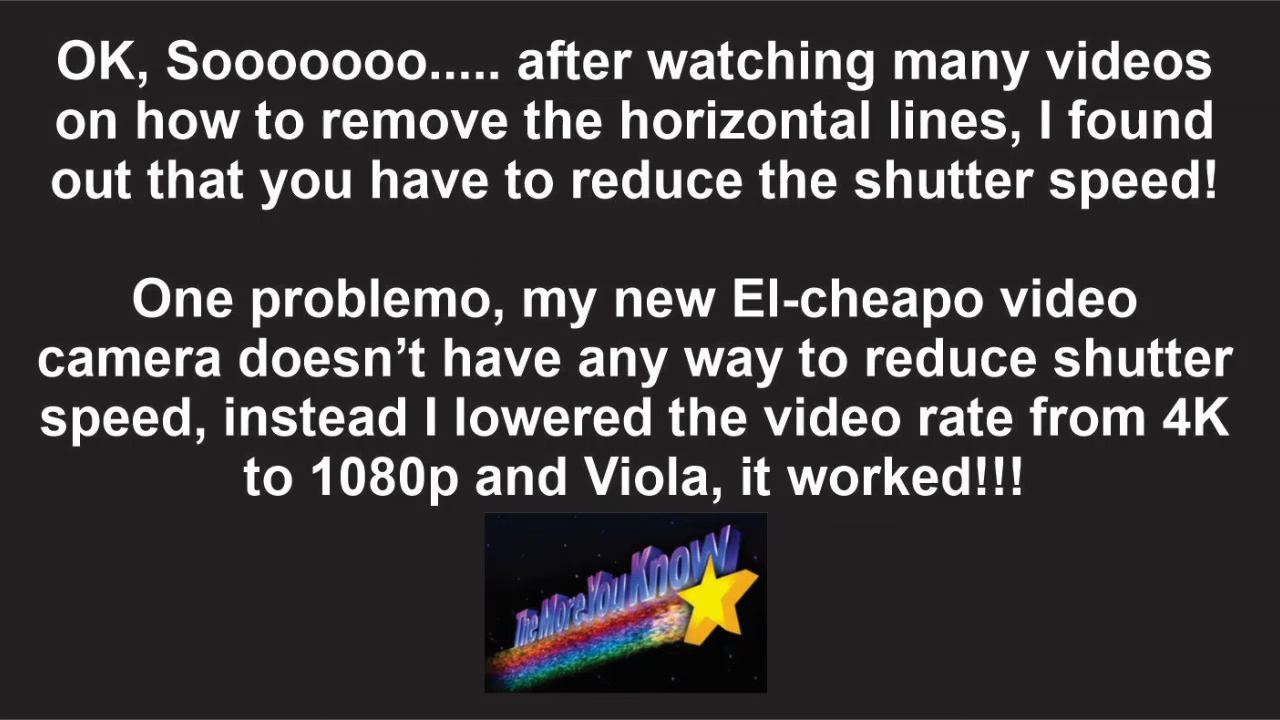 OK, Sooooooo..... after watching many videos
on how to remove the horizontal lines, I found
out that you have to reduce the shutter speed!
One problemo, my new El-cheapo video
camera doesn’t have any way to reduce shutter
speed, instead I lowered the video rate from 4K
to 1080p and Viola, it worked!!!
The More You Know